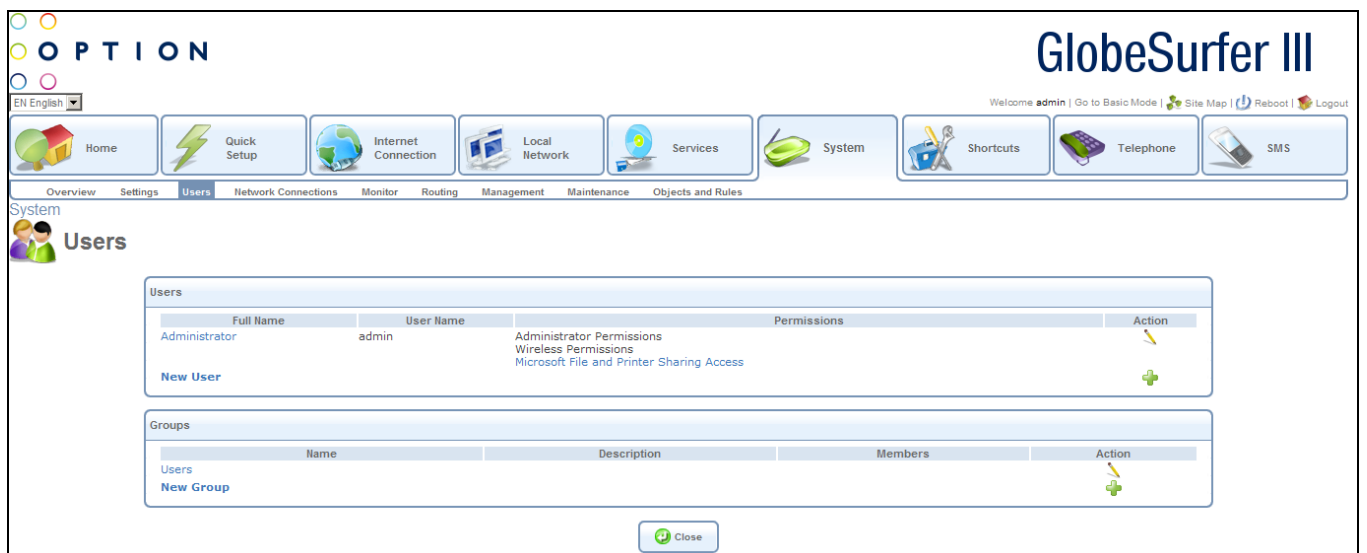 OPTION
GlobeSurfer III
EN English
Welcome admin | Go to Basic Mode | Site Map | Reboot | Logout
Home
Quick Setup
Internet Connection
Local Network
Services
System
Shortcuts
Telephone
SMS
Overview Settings Users Network Connections Monitor Routing Management Maintenance Objects and Rules
System
Users
Users
Full Name User Name Permissions Action
Administrator admin Administrator Permissions
Wireless Permissions
Microsoft File and Printer Sharing Access
New User
Groups
Name Description Members Action
Users
New Group
Close